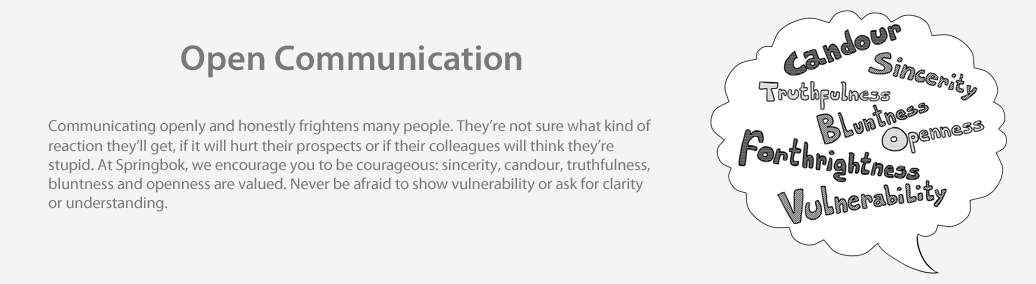 Open Communication
Communicating openly and honestly frightens many people. They're not sure what kind of
reaction they'll get, if it will hurt their prospects or if their colleagues will think they're
stupid. At Springbok, we encourage you to be courageous: sincerity, candour, truthfulness,
bluntness and openness are valued. Never be afraid to show vulnerability or ask for clarity
or understanding.
Candour
Sincerity
Truthfulness
Bluntness
Openness
Forthrightness
Vulnerability